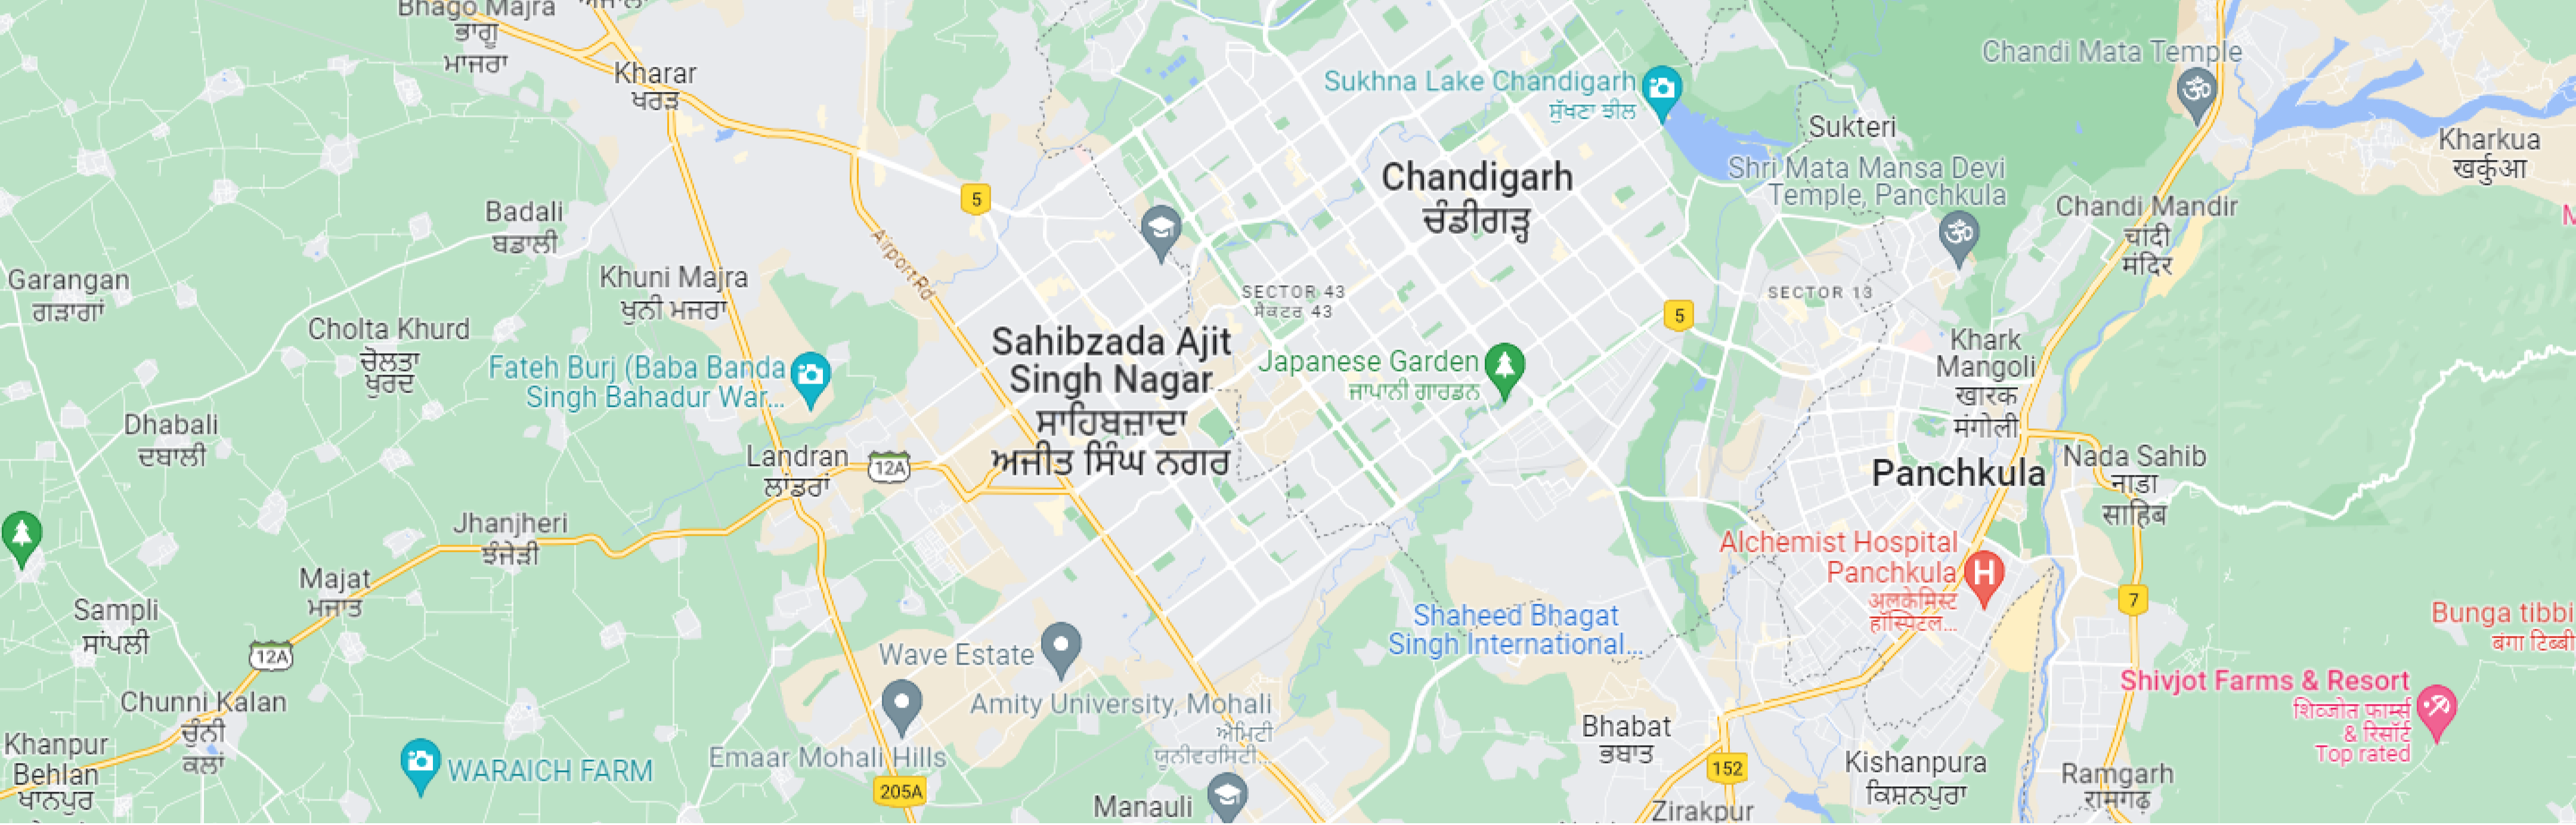 Bhago Majra
ਭਾਗੂ
ਮਾਜਰਾ
Kharar
ਖਰੜ
Sukhna Lake Chandigarh
ਸੁੱਖਣਾ ਝੀਲ
Chandi Mata Temple
Sukteri
Kharkua
खर्कुआ
Shri Mata Mansa Devi
Temple, Panchkula
Chandigarh
ਚੰਡੀਗੜ੍ਹ
5
Badali
ਬਡਾਲੀ
Chandi Mandir
चांदी
मंदिर
Airport Rd
Garangan
ਗੜਾਗਾਂ
Khuni Majra
ਖੂਨੀ ਮਜਰਾ
SECTOR 43
ਸੈਕਟਰ 43
SECTOR 13
5
Cholta Khurd
ਚੋਲਤਾ
ਖੁਰਦ
Sahibzada Ajit
Singh Nagar
ਸਾਹਿਬਜ਼ਾਦਾ
ਅਜੀਤ ਸਿੰਘ ਨਗਰ
Fateh Burj (Baba Banda
Singh Bahadur War...
Japanese Garden
ਜਾਪਾਨੀ ਗਾਰਡਨ
Khark
Mangoli
खारक
मंगोली
Dhabali
ਦਬਾਲੀ
Landran
ਲਾਂਡਰਾਂ
12A
Panchkula
Nada Sahib
नाडा
साहिब
Jhanjheri
ਝੰਜੇੜੀ
Majat
ਮਜਾਤ
Alchemist Hospital
Panchkula
अलकेमिस्ट
हॉस्पिटल...
Sampli
ਸਾਂਪਲੀ
12A
7
Shaheed Bhagat
Singh International...
Bunga tibbi
बंगा टिब्बी
Wave Estate
Amity University, Mohali
ਐਮਿਟੀ
ਯੂਨੀਵਰਸਿਟੀ...
Shivjot Farms & Resort
शिव्जोत फार्म्स
& रिसॉर्ट
Top rated
Chunni Kalan
ਚੁੰਨੀ
ਕਲਾਂ
Khanpur
Behlan
ਖਾਨਪੁਰ
WARAICH FARM
Emaar Mohali Hills
205A
Manauli
Bhabat
ਭਬਾਤ
152
Zirakpur
Kishanpura
ਕਿਸ਼ਨਪੁਰਾ
Ramgarh
रामगढ़